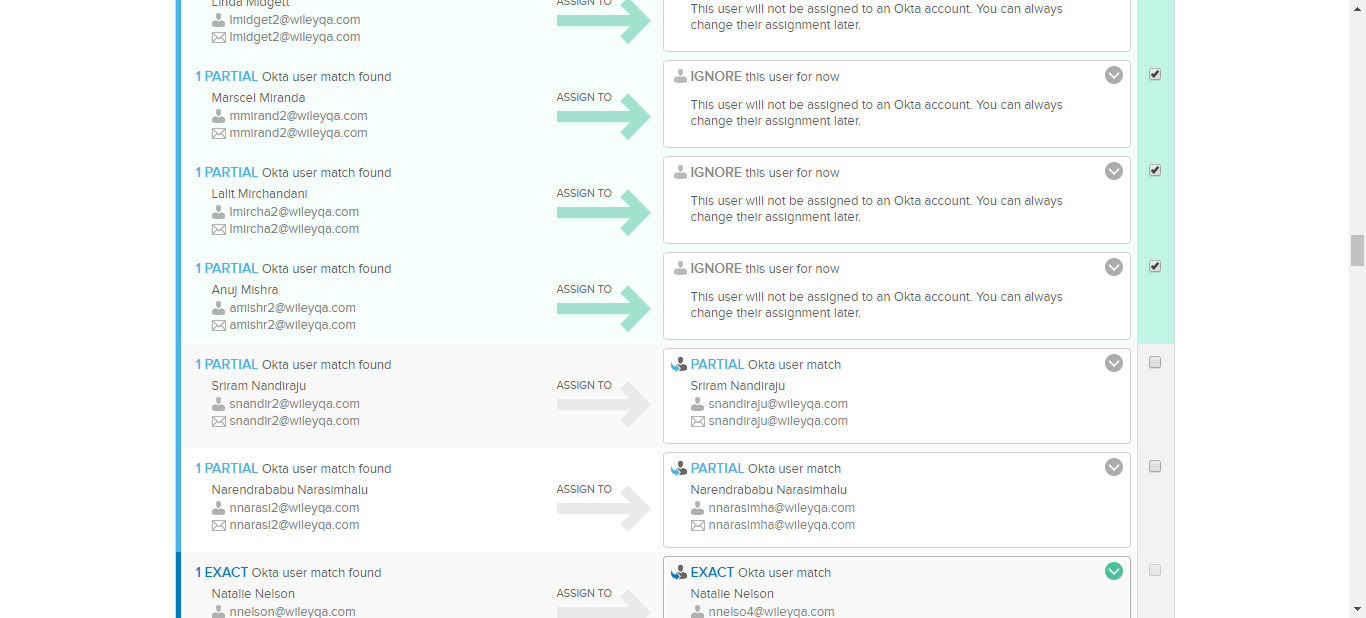 Linda Midgett
ASSIGN TO
This user will not be assigned to an Okta account. You can always
change their assignment later.
lmidget2@wileyqa.com
lmidget2@wileyqa.com
1 PARTIAL Okta user match found
Marscel Miranda
mmirand2@wileyqa.com
mmirand2@wileyqa.com
ASSIGN TO
IGNORE this user for now
This user will not be assigned to an Okta account. You can always
change their assignment later.
1 PARTIAL Okta user match found
Lalit Mirchandani
lmircha2@wileyqa.com
lmircha2@wileyqa.com
ASSIGN TO
IGNORE this user for now
This user will not be assigned to an Okta account. You can always
change their assignment later.
1 PARTIAL Okta user match found
Anuj Mishra
amishr2@wileyqa.com
amishr2@wileyqa.com
ASSIGN TO
IGNORE this user for now
This user will not be assigned to an Okta account. You can always
change their assignment later.
1 PARTIAL Okta user match found
Sriram Nandiraju
snandir2@wileyqa.com
snandir2@wileyqa.com
ASSIGN TO
PARTIAL Okta user match
Sriram Nandiraju
snandiraju@wileyqa.com
snandiraju@wileyqa.com
1 PARTIAL Okta user match found
Narendrababu Narasimhalu
nnarasi2@wileyqa.com
nnarasi2@wileyqa.com
ASSIGN TO
PARTIAL Okta user match
Narendrababu Narasimhalu
nnarasimha@wileyqa.com
nnarasimha@wileyqa.com
1 EXACT Okta user match found
Natalie Nelson
nnelson@wileyqa.com
ASSIGN TO
EXACT Okta user match
Natalie Nelson
nnelso4@wileyqa.com